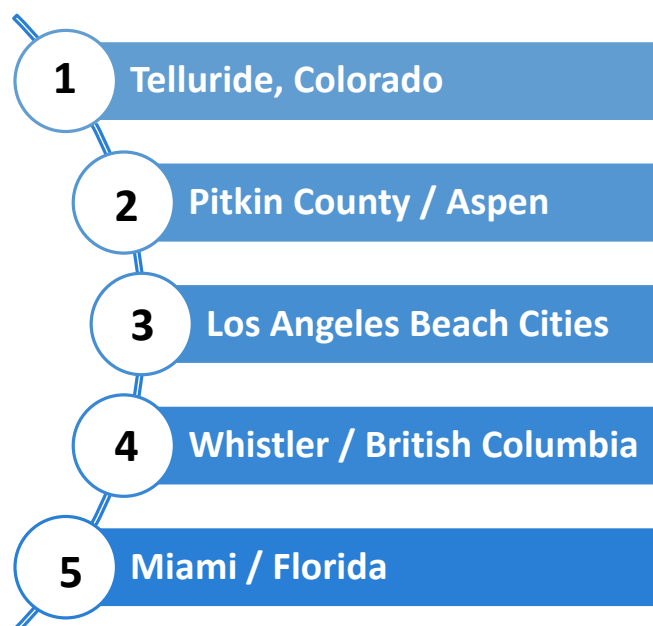 1 Telluride, Colorado
2 Pitkin County / Aspen
3 Los Angeles Beach Cities
4 Whistler / British Columbia
5 Miami / Florida